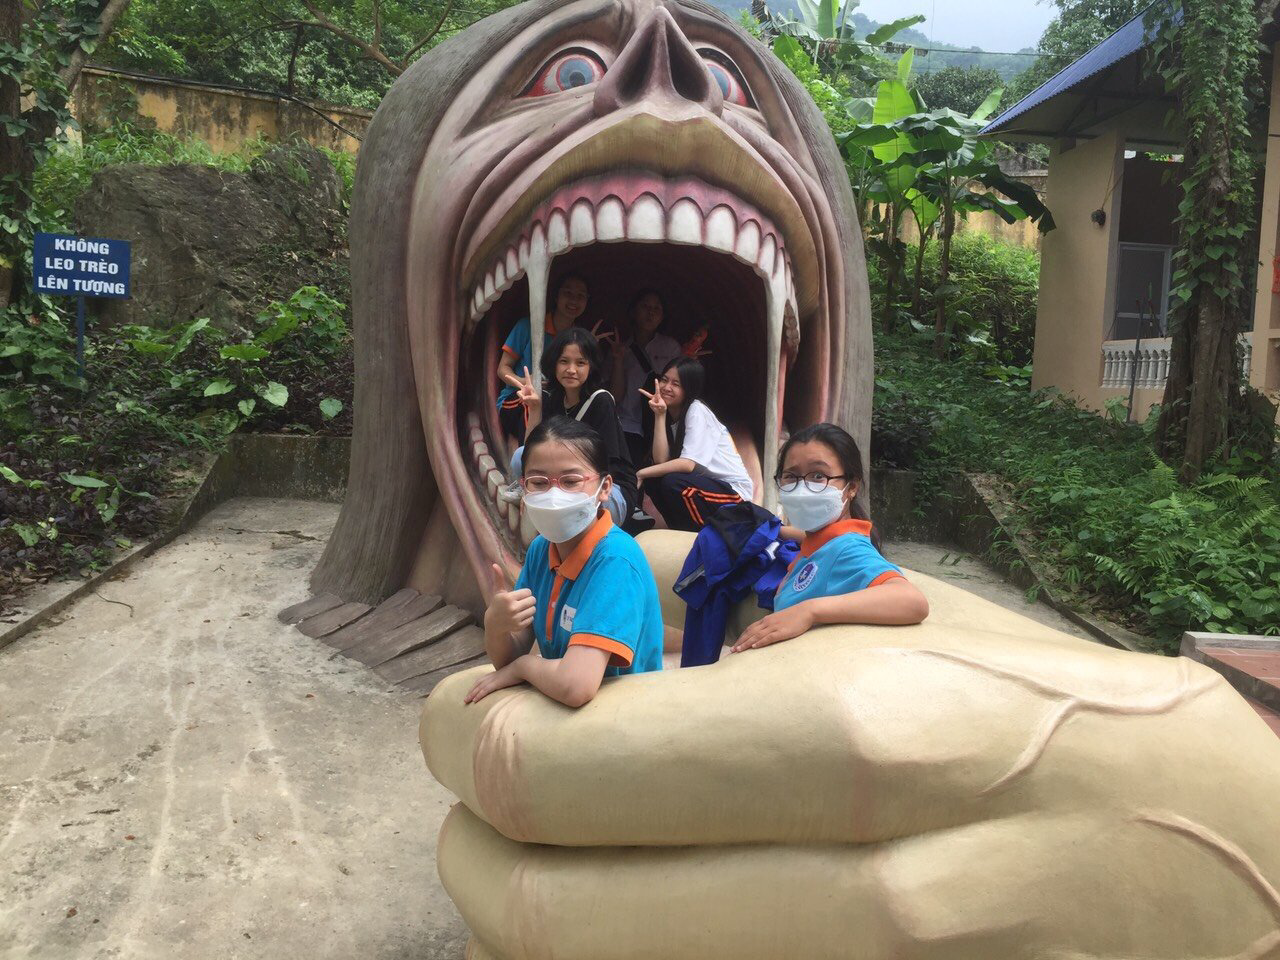 KHÔNG
LEO TRÈO
LÊN TƯỢNG